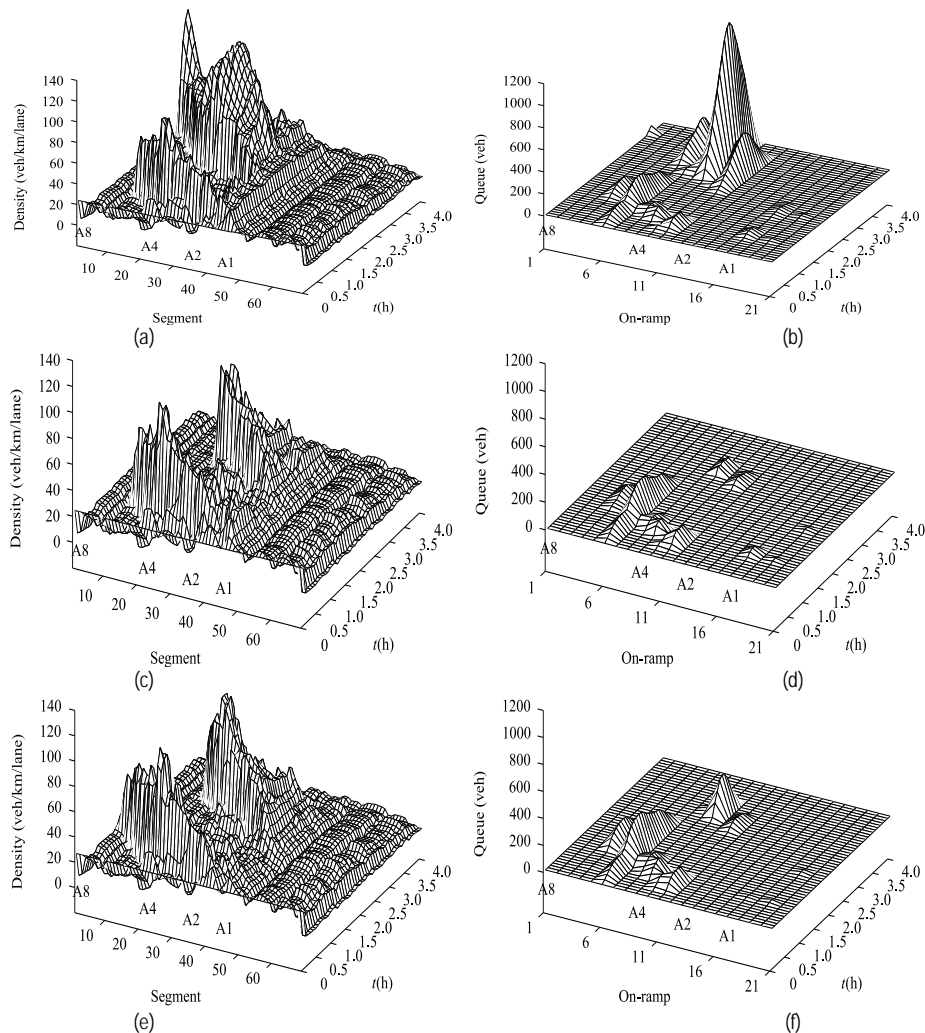 140
120
100
80
60
40
20
0
Density (veh/km/lane)
A8
A4
A2
A1
10
20
30
40
50
60
Segment
0
0.5
1.0
1.5
2.0
2.5
3.0
3.5
4.0
t(h)
(a)
1200
1000
800
600
400
200
0
Queue (veh)
A8
A4
A2
A1
1
6
11
16
21
On-ramp
0
0.5
1.0
1.5
2.0
2.5
3.0
3.5
4.0
t(h)
(b)
140
120
100
80
60
40
20
0
Density (veh/km/lane)
A8
A4
A2
A1
10
20
30
40
50
60
Segment
0
0.5
1.0
1.5
2.0
2.5
3.0
3.5
4.0
t(h)
(c)
1200
1000
800
600
400
200
0
Queue (veh)
A8
A4
A2
A1
1
6
11
16
21
On-ramp
0
0.5
1.0
1.5
2.0
2.5
3.0
3.5
4.0
t(h)
(d)
140
120
100
80
60
40
20
0
Density (veh/km/lane)
A8
A4
A2
A1
10
20
30
40
50
60
Segment
0
0.5
1.0
1.5
2.0
2.5
3.0
3.5
4.0
t(h)
(e)
1200
1000
800
600
400
200
0
Queue (veh)
A8
A4
A2
A1
1
6
11
16
21
On-ramp
0
0.5
1.0
1.5
2.0
2.5
3.0
3.5
4.0
t(h)
(f)